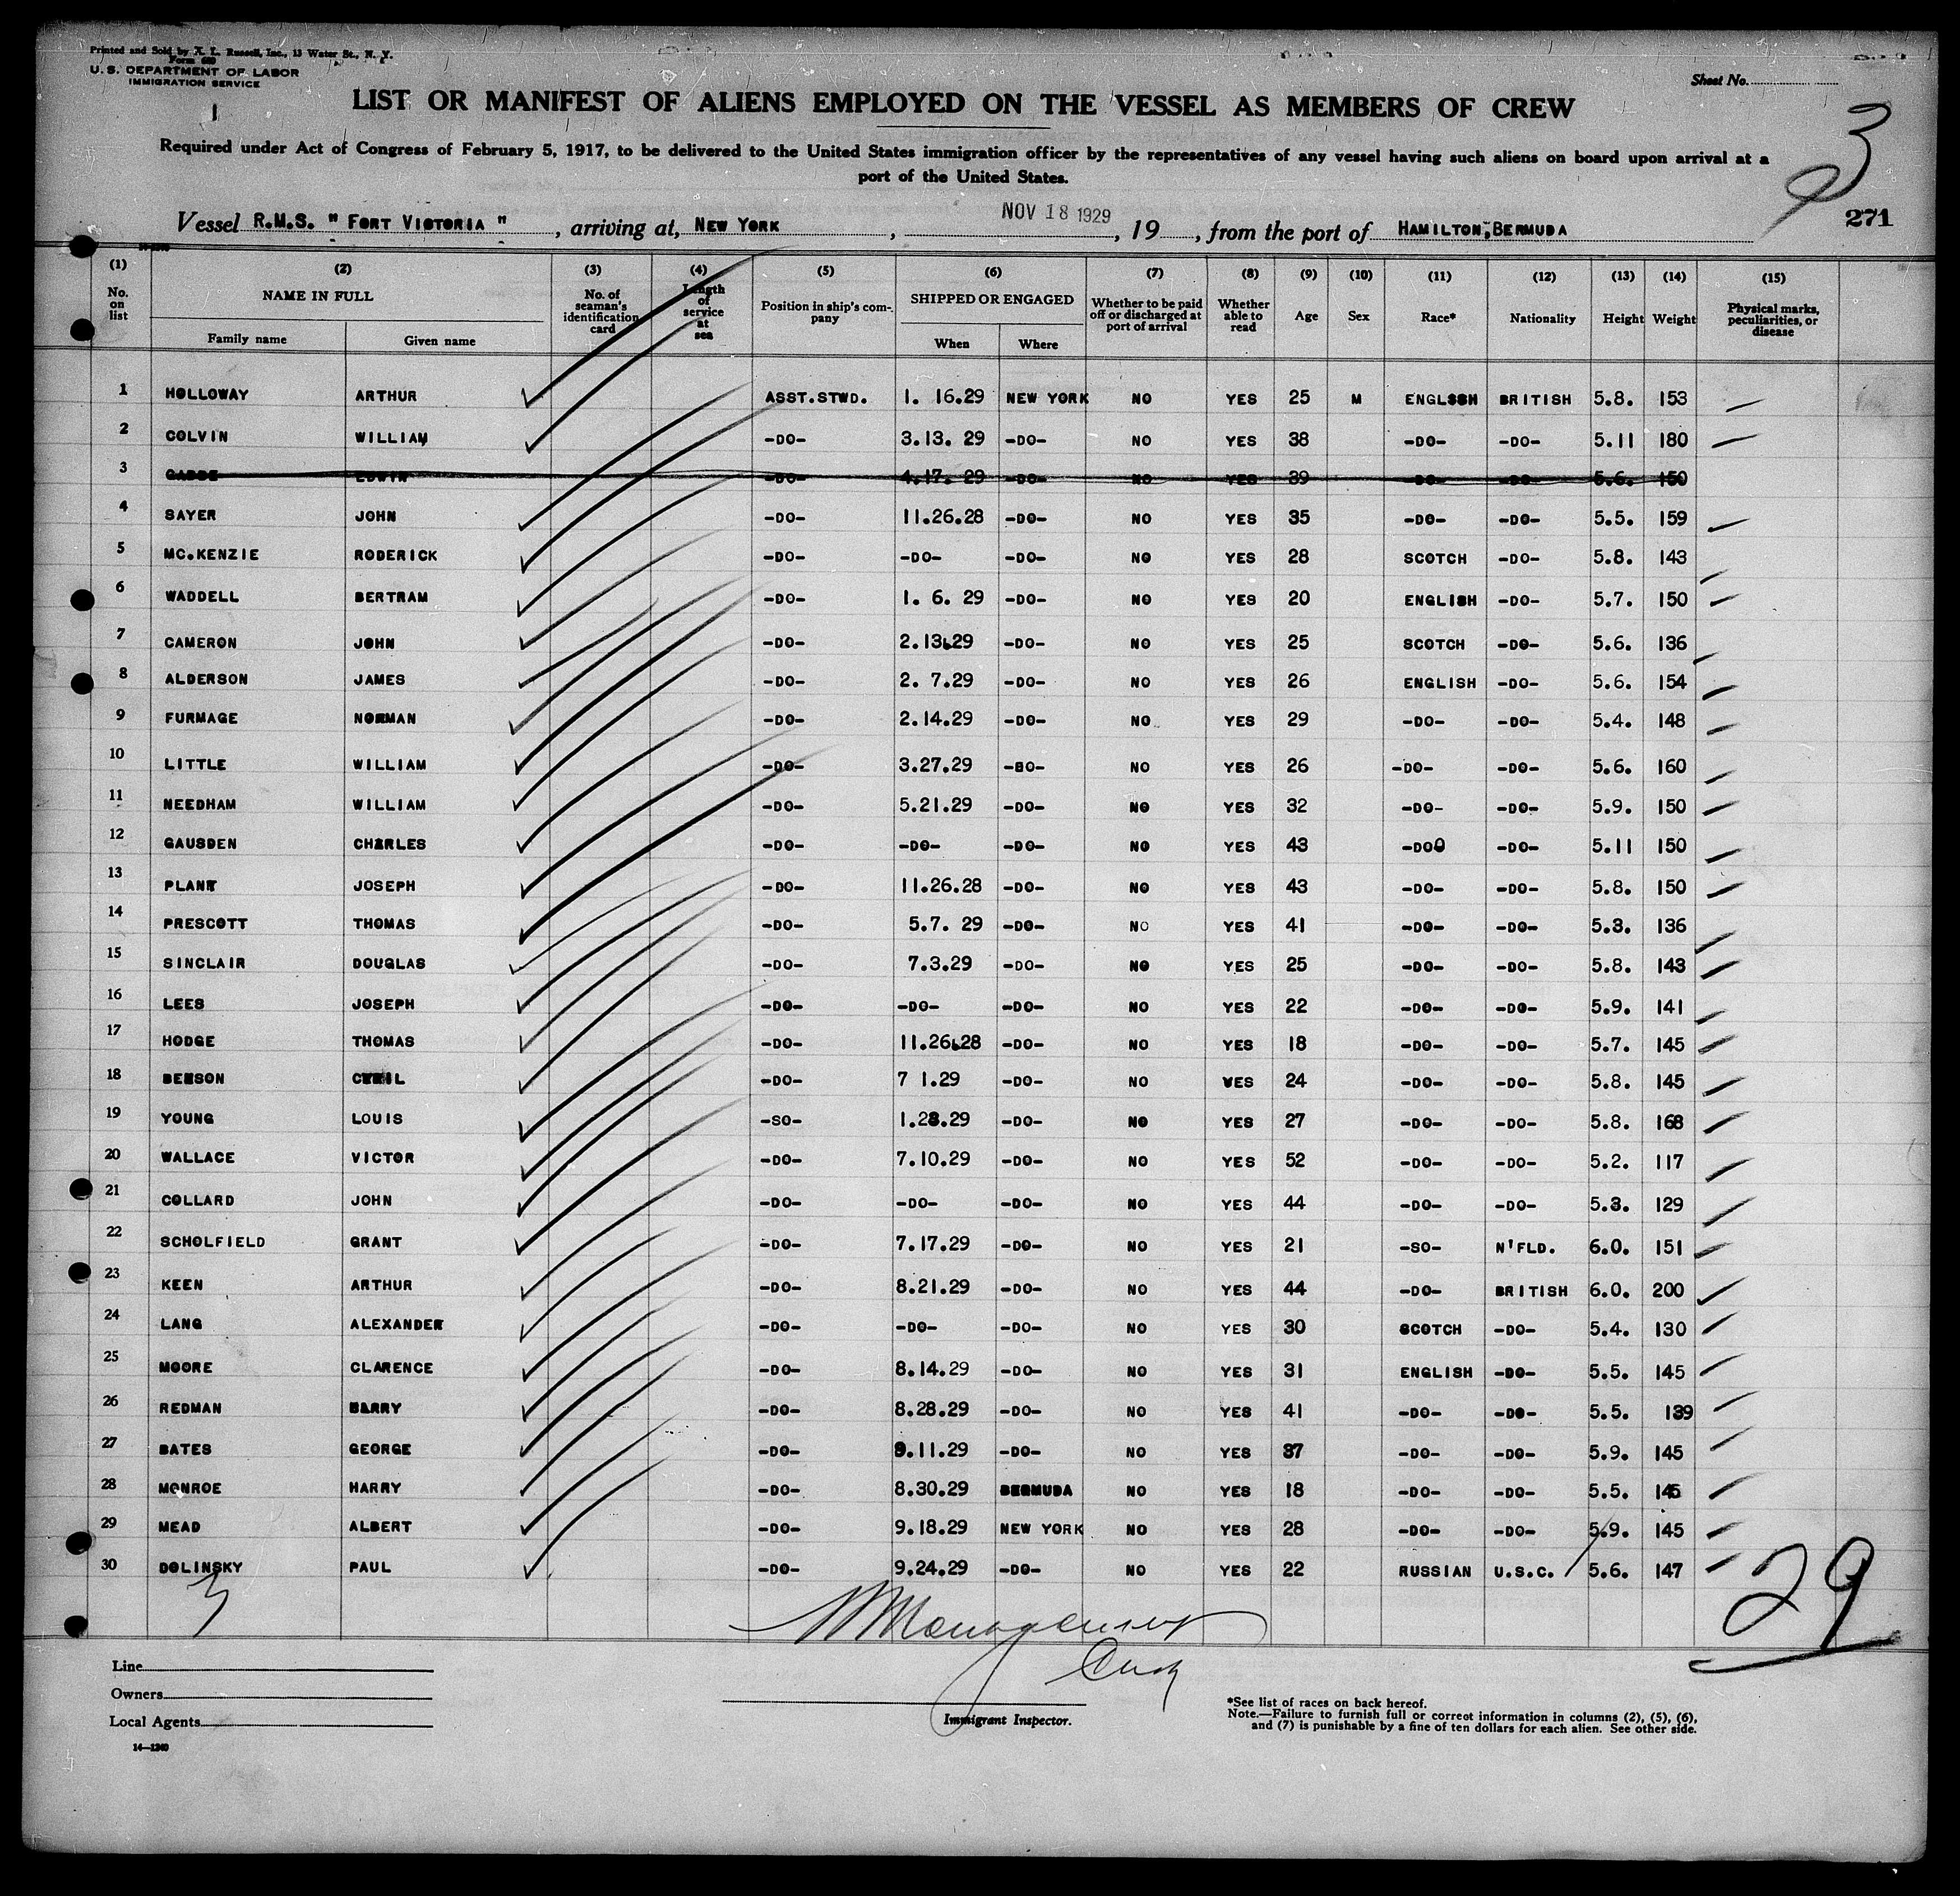 Printed and Sold by X. L. Russell, Inc., 13 Water St., N. Y.
Form 680
U. S. DEPARTMENT OF LABOR
IMMIGRATION SERVICE
Sheet No.
1
LIST OR MANIFEST OF ALIENS EMPLOYED ON THE VESSEL AS MEMBERS OF CREW
3
Required under Act of Congress of February 5, 1917, to be delivered to the United States immigration officer by the representatives of any vessel having such aliens on board upon arrival at a
port of the United States.
Vessel R.M.S. " FORT VICTORIA " , arriving at, NEW YORK , NOV 18 1929 , 19 , from the port of HAMILTON, BERMUDA 271
(1) (2) (3) (4) (5) (6) (7) (8) (9) (10) (11) (12) (13) (14) (15)
No. on list NAME IN FULL Family name Given name No. of seaman's identification card Length of service at sea Position in ship's company SHIPPED OR ENGAGED When Where Whether to be paid off or discharged at port of arrival Whether able to read Age Sex Race* Nationality Height Weight Physical marks, peculiarities, or disease
1 HOLLOWAY ARTHUR ASST.STWD. 1. 16.29 NEW YORK NO YES 25 M ENGLSSH BRITISH 5.8. 153
2 COLVIN WILLIAM -DO- 3.13. 29 -DO- NO YES 38 -DO- -DO- 5.11 180
3 EDWIN -DO- 4.17. 29 -DO- NO YES 39 -DO- -DO- 5.6. 150
4 SAYER JOHN -DO- 11.26.28 -DO- NO YES 35 -DO- -DO- 5.5. 159
5 MC.KENZIE RODERICK -DO- -DO- -DO- NO YES 28 SCOTCH -DO- 5.8. 143
6 WADDELL BERTRAM -DO- 1. 6. 29 -DO- NO YES 20 ENGLISH -DO- 5.7. 150
7 CAMERON JOHN -DO- 2.13.29 -DO- NO YES 25 SCOTCH -DO- 5.6. 136
8 ALDERSON JAMES -DO- 2. 7.29 -DO- NO YES 26 ENGLISH -DO- 5.6. 154
9 FURMAGE NORMAN -DO- 2.14.29 -DO- NO YES 29 -DO- -DO- 5.4. 148
10 LITTLE WILLIAM -DO- 3.27.29 -SO- NO YES 26 -DO- -DO- 5.6. 160
11 NEEDHAM WILLIAM -DO- 5.21.29 -DO- NO YES 32 -DO- -DO- 5.9. 150
12 GAUSDEN CHARLES -DO- -DO- -DO- NO YES 43 -DOO -DO- 5.11 150
13 PLANT JOSEPH -DO- 11.26.28 -DO- NO YES 43 -DO- -DO- 5.8. 150
14 PRESCOTT THOMAS -DO- 5.7. 29 -DO- NO YES 41 -DO- -DO- 5.8. 136
15 SINCLAIR DOUGLAS -DO- 7.3.29 -DO- NO YES 25 -DO- -DO- 5.8. 143
16 LEES JOSEPH -DO- -DO- -DO- NO YES 22 -DO- -DO- 5.9. 141
17 HODGE THOMAS -DO- 11.26.28 -DO- NO YES 18 -DO- -DO- 5.7. 145
18 BENSON -DO- 7 1.29 -DO- NO YES 24 -DO- -DO- 5.8. 145
19 YOUNG LOUIS -SO- 1.28.29 -DO- NO YES 27 -DO- -DO- 5.8. 168
20 WALLACE VICTOR -DO- 7.10.29 -DO- NO YES 52 -DO- -DO- 5.2. 117
21 COLLARD JOHN -DO- -DO- -DO- NO YES 44 -DO- -DO- 5.3. 129
22 SCHOLFIELD GRANT -DO- 7.17.29 -DO- NO YES 21 -SO- N'FLD. 6.0. 151
23 KEEN ARTHUR -DO- 8.21.29 -DO- NO YES 44 -DO- BRITISH 6.0. 200
24 LANG ALEXANDER -DO- -DO- -DO- NO YES 30 SCOTCH -DO- 5.4. 130
25 MOORE CLARENCE -DO- 8.14.29 -DO- NO YES 31 ENGLISH -DO- 5.5. 145
26 REDMAN HARRY -DO- 8.28.29 -DO- NO YES 41 -DO- -DO- 5.5. 139
27 BATES GEORGE -DO- 9.11.29 -DO- NO YES 37 -DO- -DO- 5.9. 145
28 MONROE HARRY -DO- 8.30.29 BERMUDA NO YES 18 -DO- -DO- 5.5. 145
29 MEAD ALBERT -DO- 9.18.29 NEW YORK NO YES 28 -DO- -DO- 5.9. 145
30 DOLINSKY PAUL -DO- 9.24.29 -DO- NO YES 22 RUSSIAN U.S.C. 5.6. 147
3
29
Line
Owners
Local Agents
Immigrant Inspector.
*See list of races on back hereof.
Note.—Failure to furnish full or correct information in columns (2), (5), (6),
and (7) is punishable by a fine of ten dollars for each alien. See other side.
14—1240